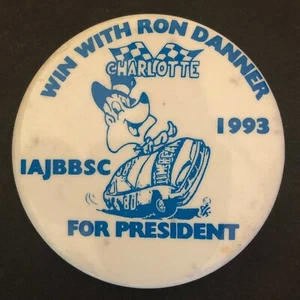 WIN WITH RON DANNER
CHARLOTTE
IAJBBSC
1993
FOR PRESIDENT